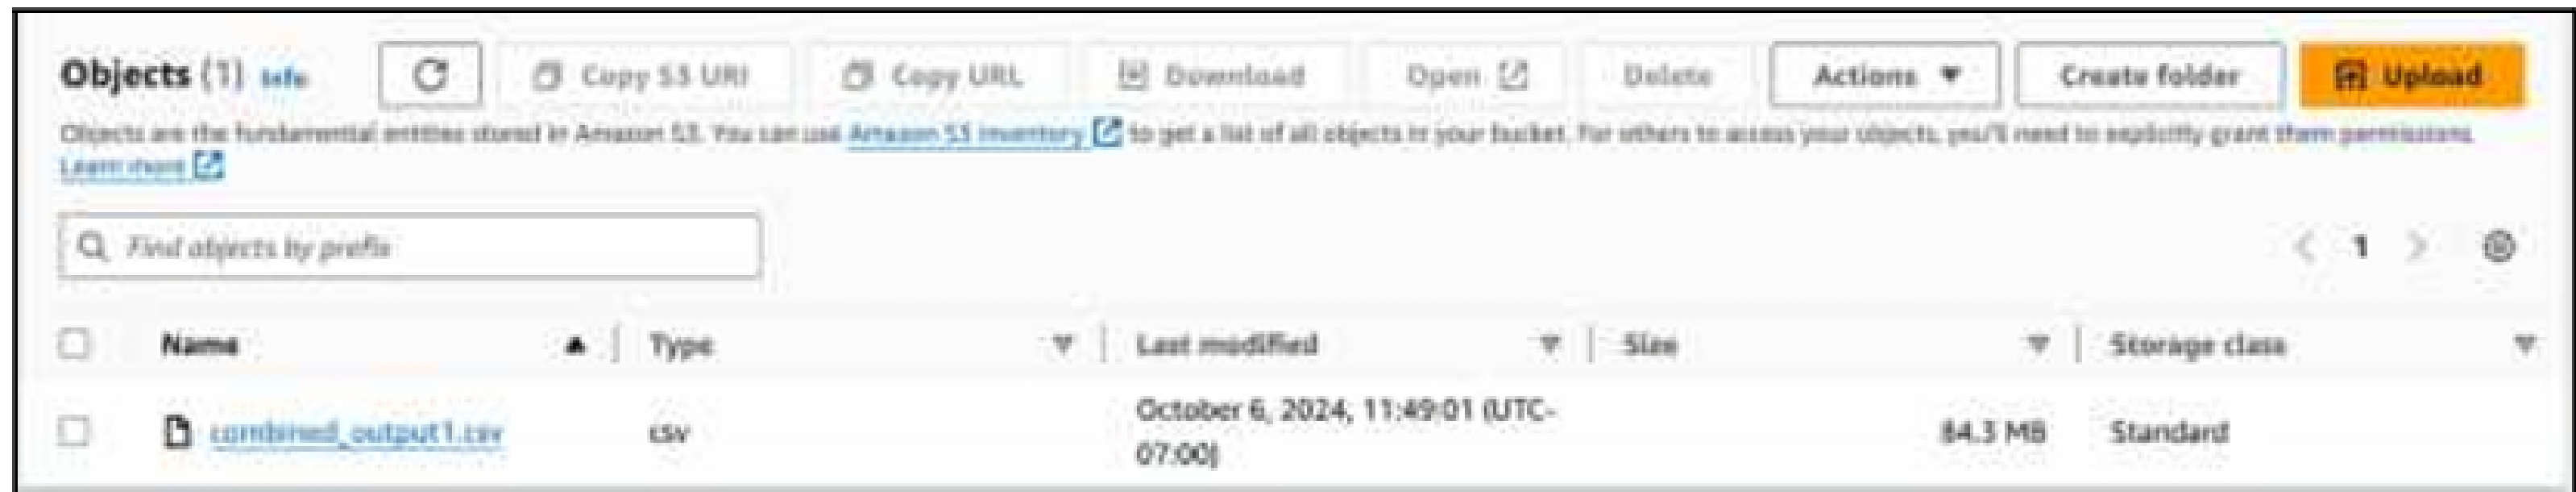 Objects (1) Info Copy S3 URI Copy URL Download Open Delete Actions Create folder Upload
Objects are the fundamental entities stored in Amazon S3. You can use Amazon S3 inventory to get a list of all objects in your bucket. For others to access your objects, you'll need to explicitly grant them permissions.
Learn more
Find objects by prefix
1
Name Type Last modified Size Storage class
combined_output1.csv csv October 6, 2024, 11:49:01 (UTC-
07:00) 84.3 MB Standard